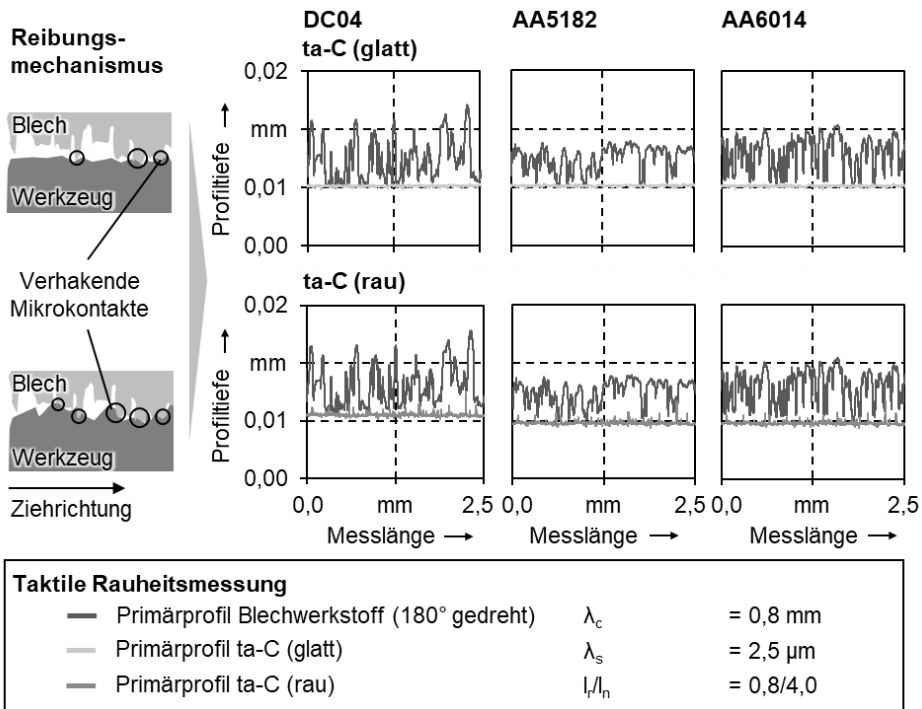 Reibungs-
mechanismus
Blech
Werkzeug
Verhakende
Mikrokontakte
Blech
Werkzeug
Ziehrichtung
DC04
AA5182
AA6014
ta-C (glatt)
0,02
mm
0,01
0,00
Profiltiefe
ta-C (rau)
0,02
mm
0,01
0,00
Profiltiefe
0,0 mm 2,5
0,0 mm 2,5
0,0 mm 2,5
Messlänge
Messlänge
Messlänge
Taktile Rauheitsmessung
Primärprofil Blechwerkstoff (180° gedreht) λc = 0,8 mm
Primärprofil ta-C (glatt) λs = 2,5 µm
Primärprofil ta-C (rau) lr/ln = 0,8/4,0